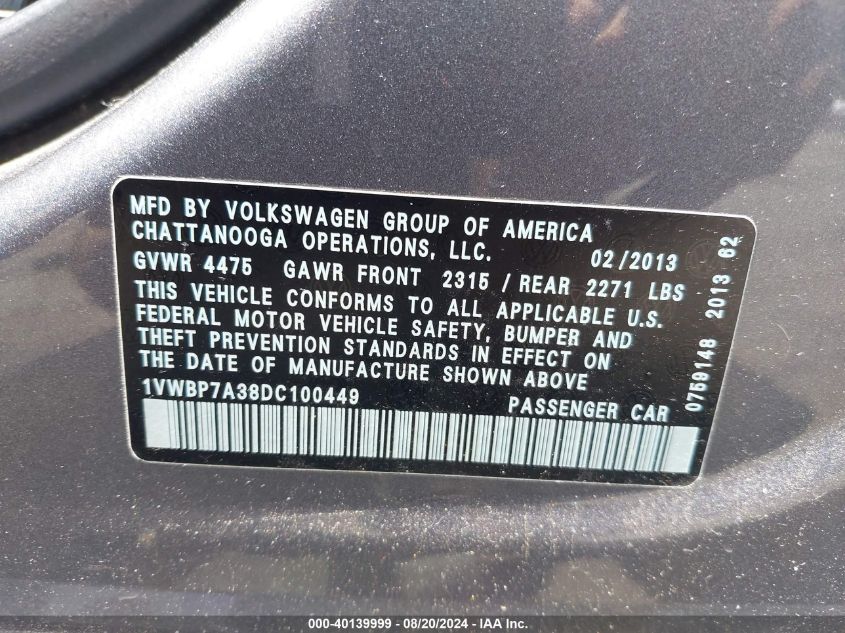 MFD BY VOLKSWAGEN GROUP OF AMERICA
CHATTANOOGA OPERATIONS, LLC. 02/2013
GVWR 4475 GAWR FRONT 2315 / REAR 2271 LBS
THIS VEHICLE CONFORMS TO ALL APPLICABLE U.S.
FEDERAL MOTOR VEHICLE SAFETY, BUMPER AND
THEFT PREVENTION STANDARDS IN EFFECT ON
THE DATE OF MANUFACTURE SHOWN ABOVE
1VWBP7A38DC100449 PASSENGER CAR
0759148 2013 62
000-40139999 - 08/20/2024 - IAA, Inc.